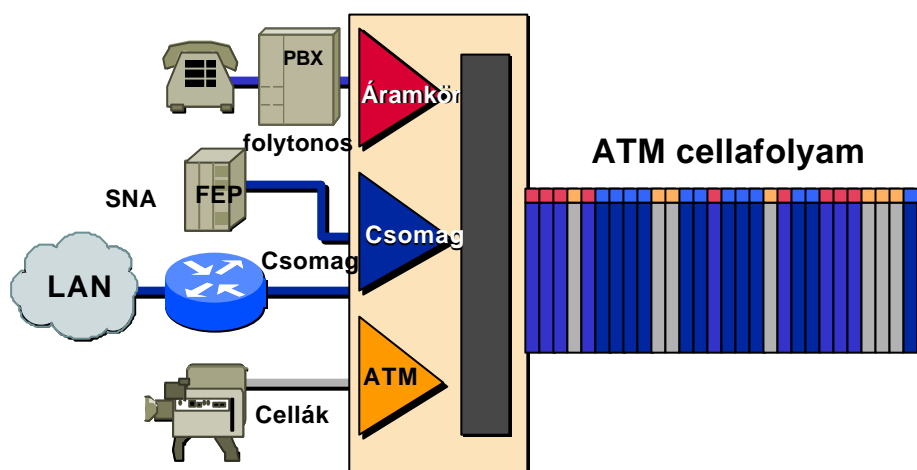 PBX
Áramkör
folytonos
ATM cellafolyam
SNA
FEP
Csomag
Csomag
LAN
ATM
Cellák